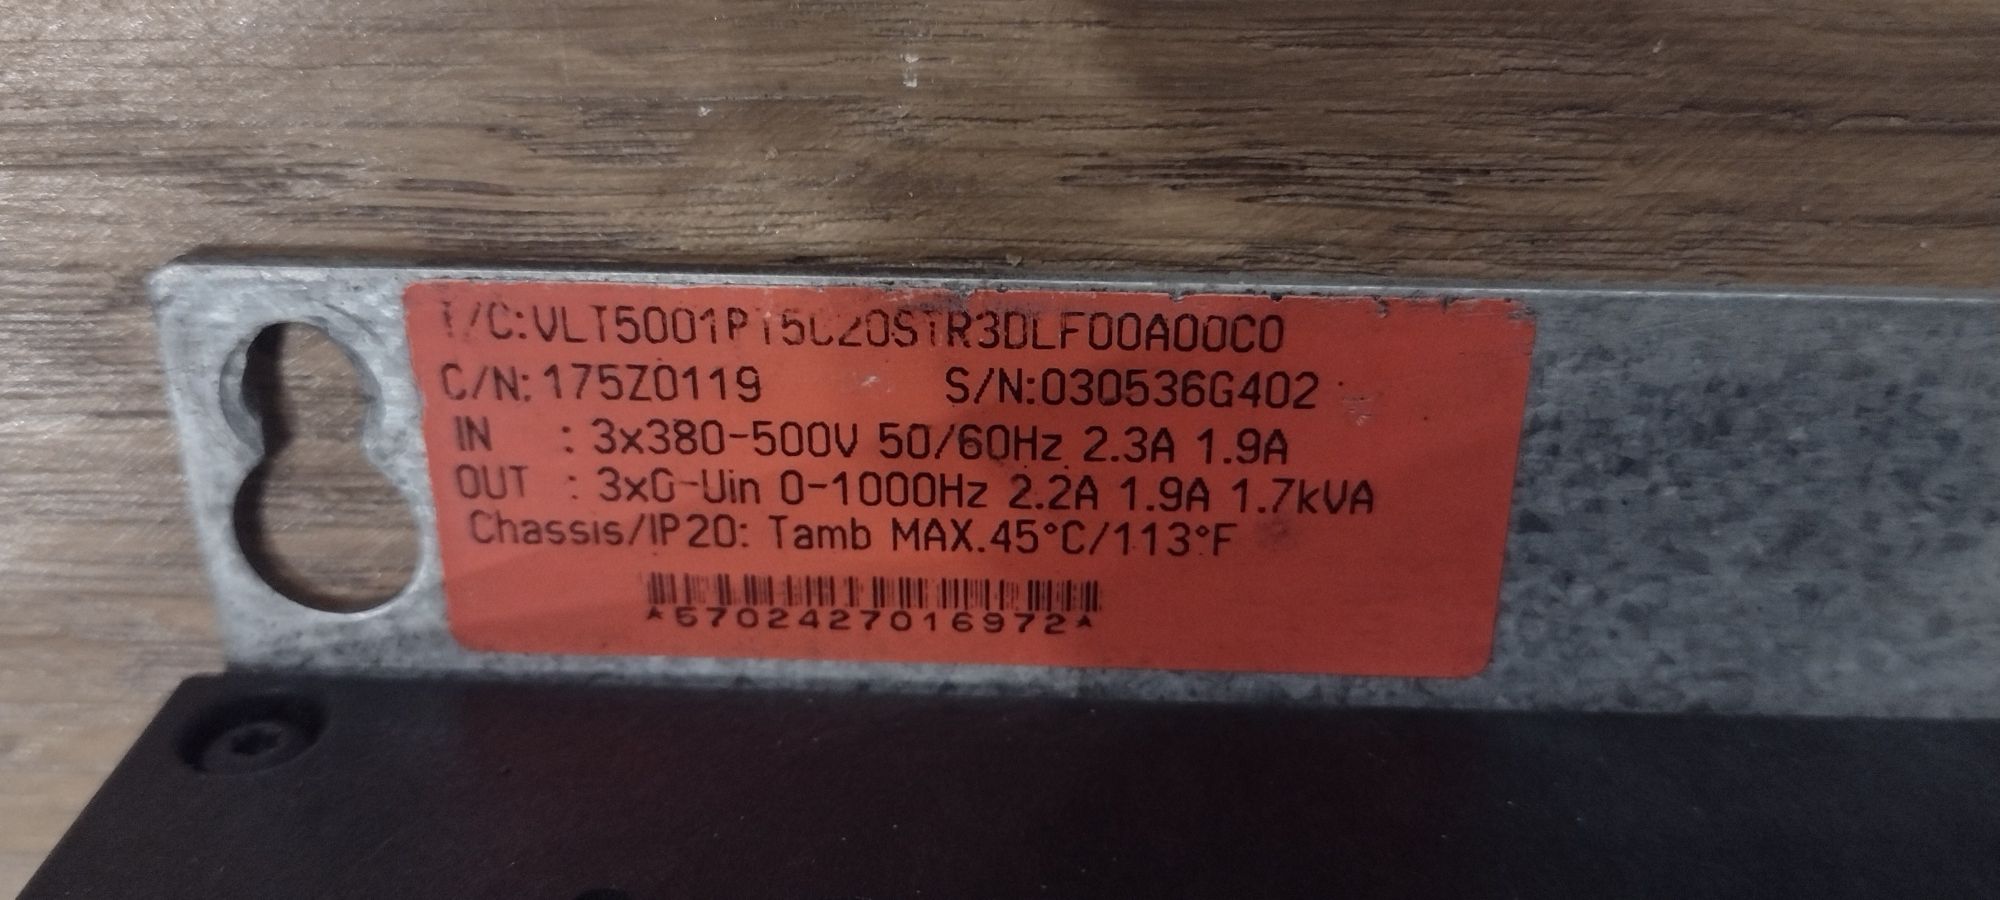 T/C:VLT5001PT5C20STR3DLF00A00C0
C/N: 175Z0119 S/N:030536G402
IN : 3x380-500V 50/60Hz 2.3A 1.9A
OUT : 3x0-Uin 0-1000Hz 2.2A 1.9A 1.7kVA
Chassis/IP20: Tamb MAX.45°C/113°F
*5702427016972*